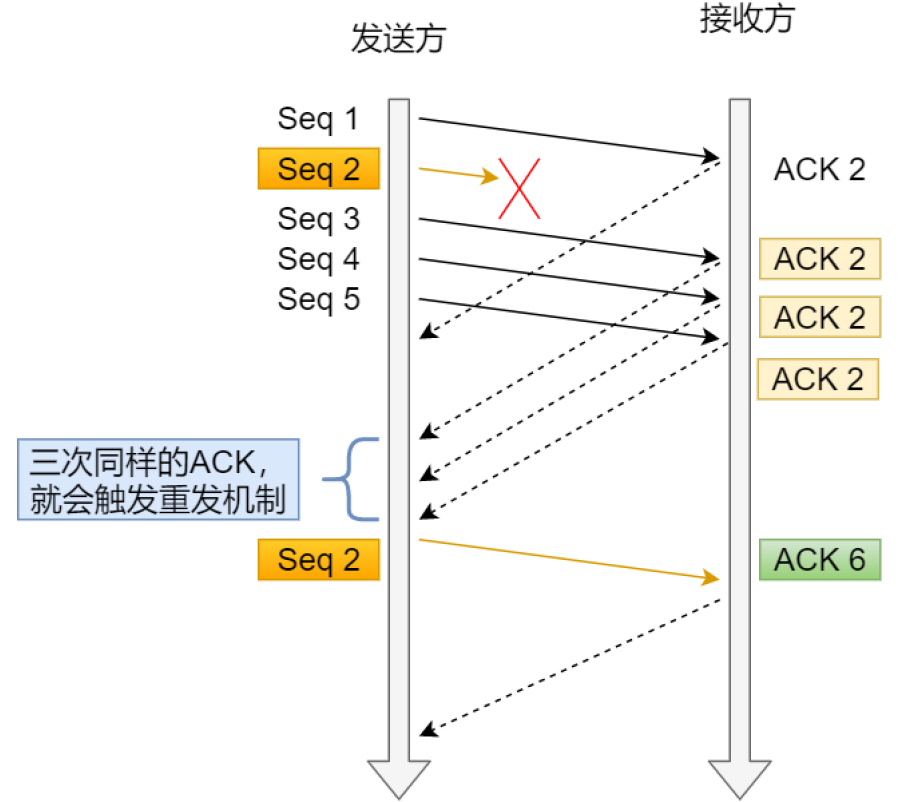 发送方
接收方
Seq 1
Seq 2
ACK 2
Seq 3
Seq 4
ACK 2
Seq 5
ACK 2
ACK 2
三次同样的ACK，
就会触发重发机制
Seq 2
ACK 6